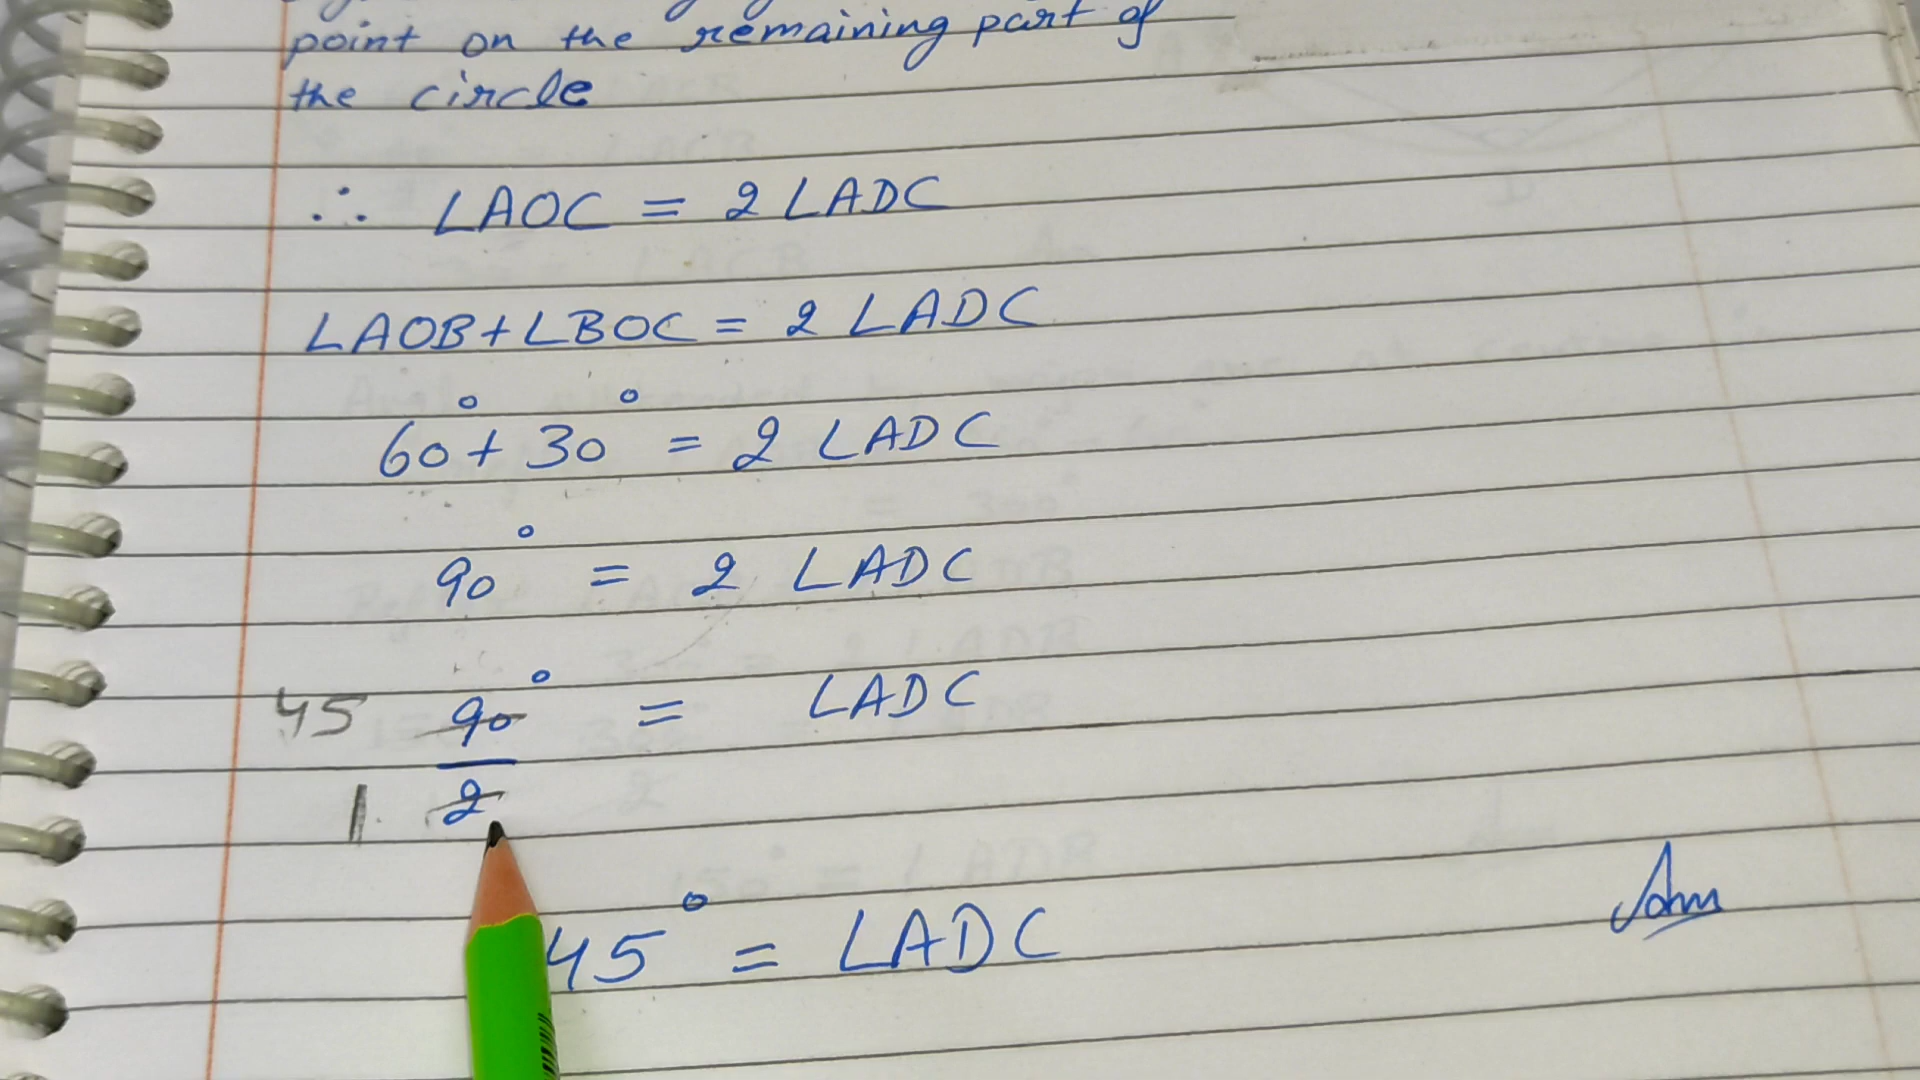 point on the remaining part of
the circle
∴ ∠AOC = 2 ∠ADC
∠AOB + ∠BOC = 2 ∠ADC
60° + 30° = 2 ∠ADC
90° = 2 ∠ADC
45 90° = ∠ADC
1 2
45° = ∠ADC
Ans